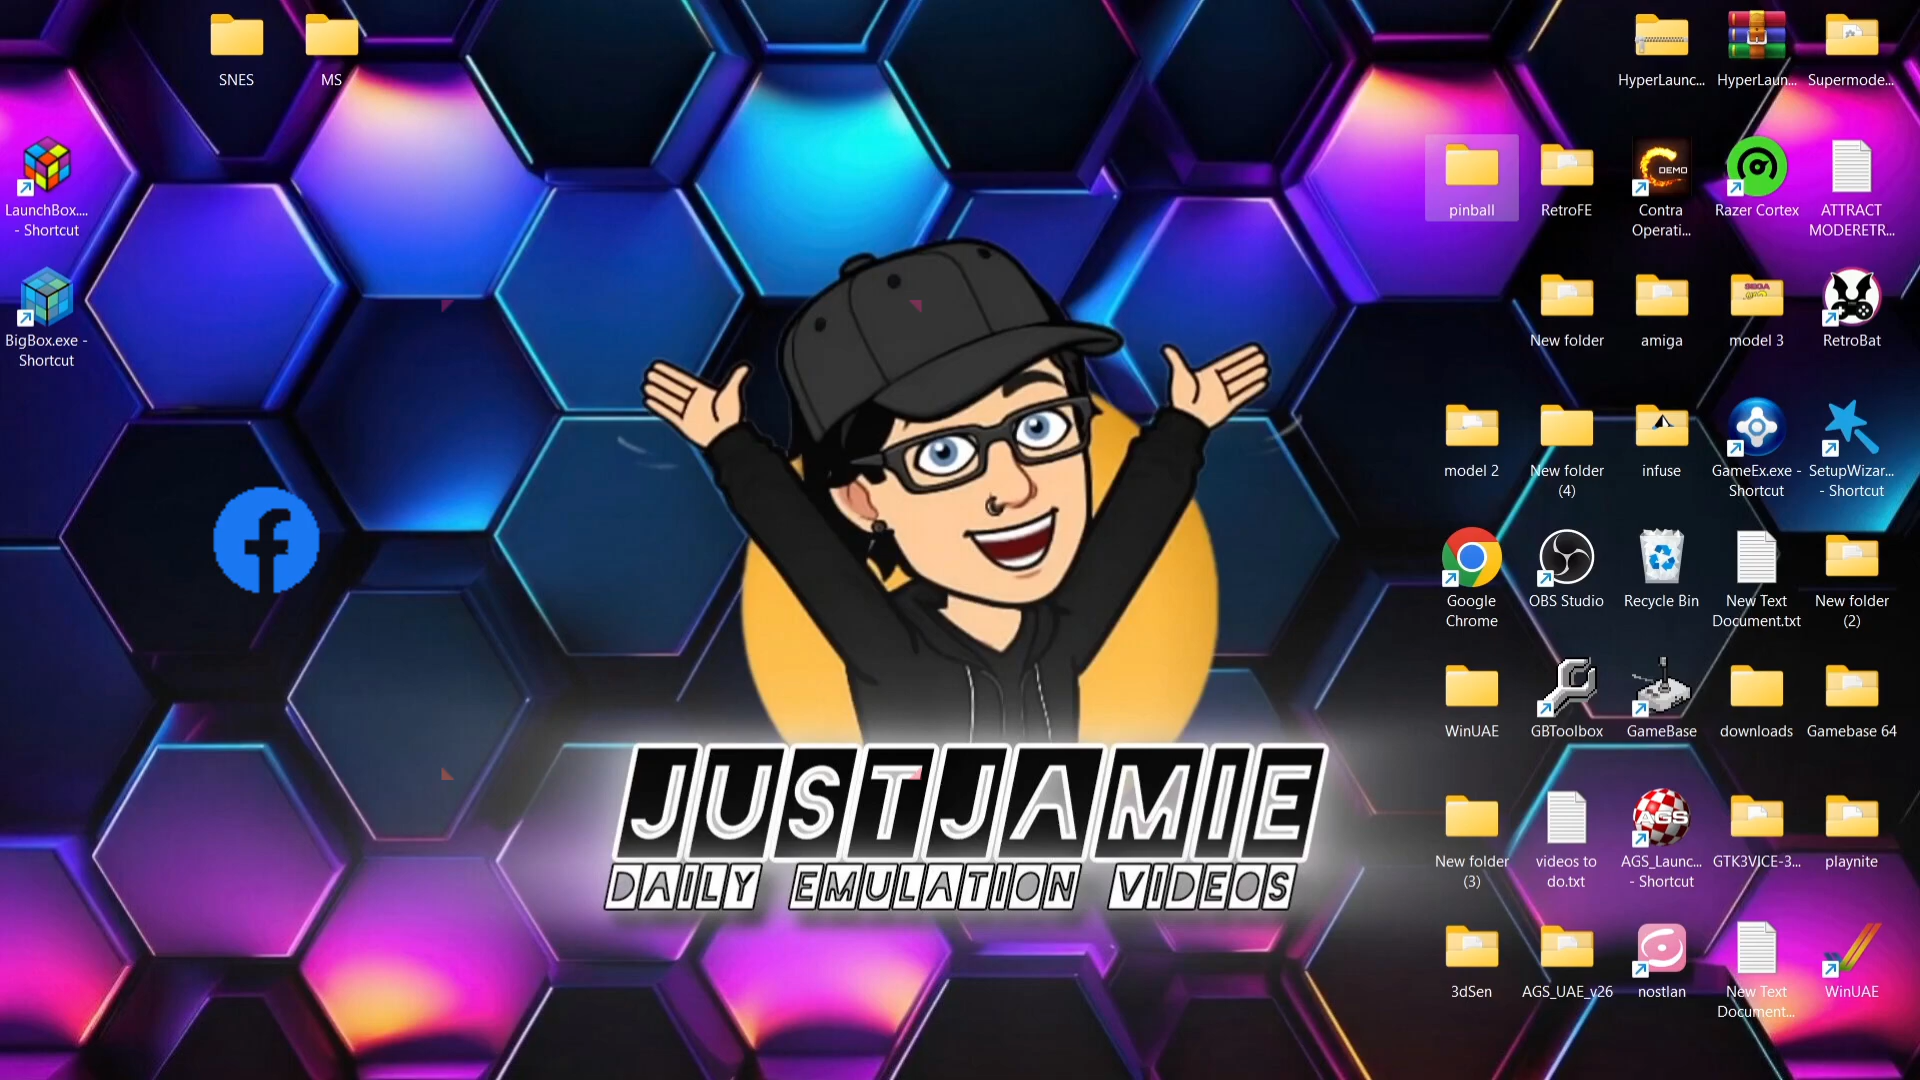 SNES
MS
HyperLaunc...
HyperLaun...
Supermode...
LaunchBox....
- Shortcut
pinball
RetroFE
DEMO
Contra
Operati...
Razer Cortex
ATTRACT
MODERETR...
BigBox.exe -
Shortcut
New folder
amiga
SEGA
model 3
RetroBat
model 2
New folder
(4)
infuse
GameEx.exe -
Shortcut
SetupWizar...
- Shortcut
Google
Chrome
OBS Studio
Recycle Bin
New Text
Document.txt
New folder
(2)
WinUAE
GBToolbox
GameBase
downloads
Gamebase 64
JUSTJAMIE
DAILY EMULATION VIDEOS
New folder
(3)
videos to
do.txt
AGS
AGS_Launc...
- Shortcut
GTK3VICE-3...
playnite
3dSen
AGS_UAE_v26
nostlan
New Text
Document...
WinUAE